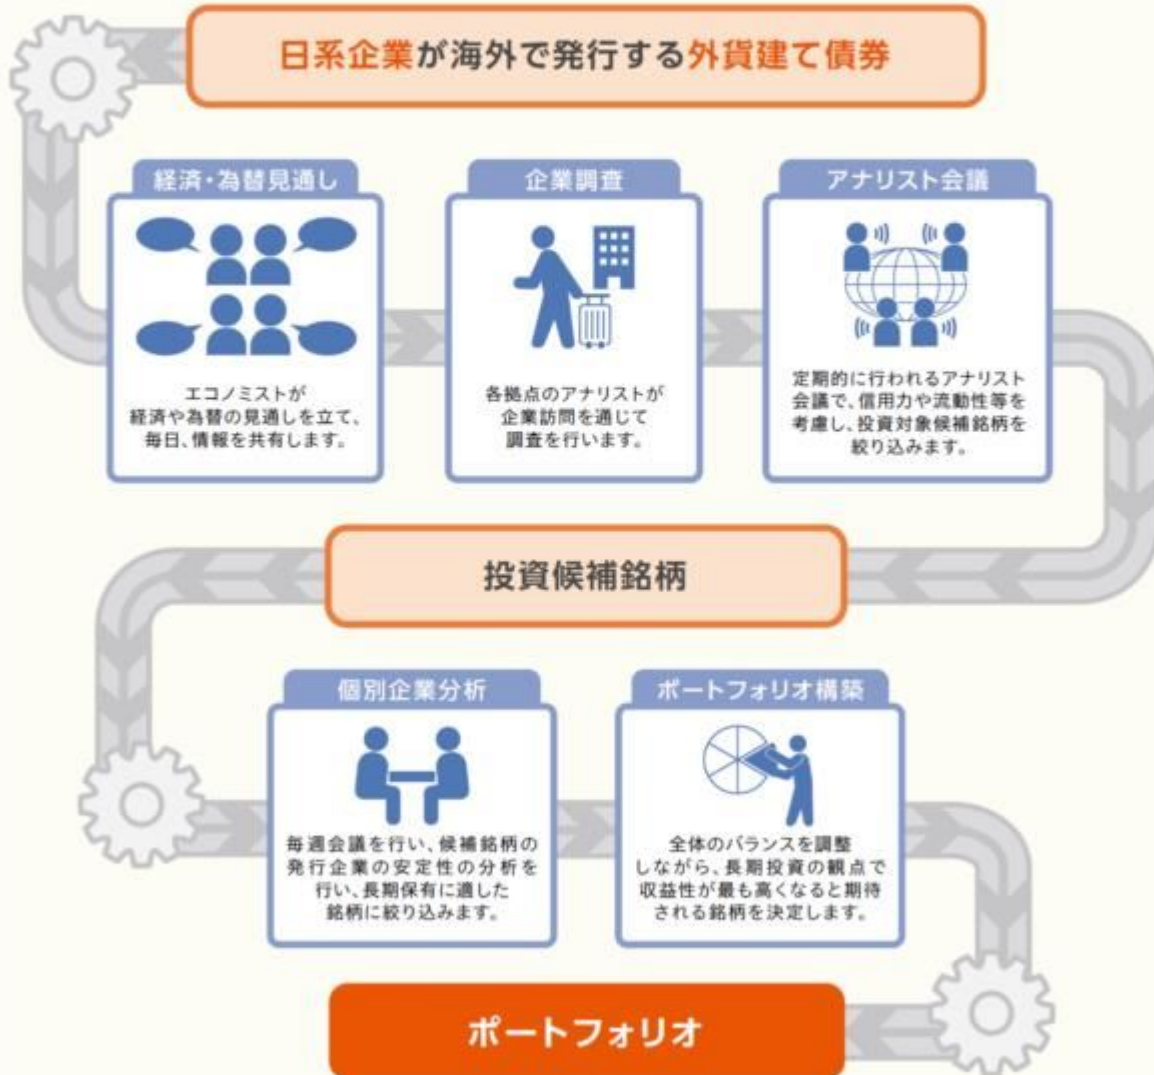 日系企業が海外で発行する外貨建て債券
経済・為替見通し
エコノミストが
経済や為替の見通しを立て、
毎日、情報を共有します。
企業調査
各拠点のアナリストが
企業訪問を通じて
調査を行います。
アナリスト会議
定期的に行われるアナリスト
会議で、信用力や流動性等を
考慮し、投資対象候補銘柄を
絞り込みます。
投資候補銘柄
個別企業分析
毎週会議を行い、候補銘柄の
発行企業の安定性の分析を
行い、長期保有に適した
銘柄に絞り込みます。
ポートフォリオ構築
全体のバランスを調整
しながら、長期投資の観点で
収益性が最も高くなると期待
される銘柄を決定します。
ポートフォリオ